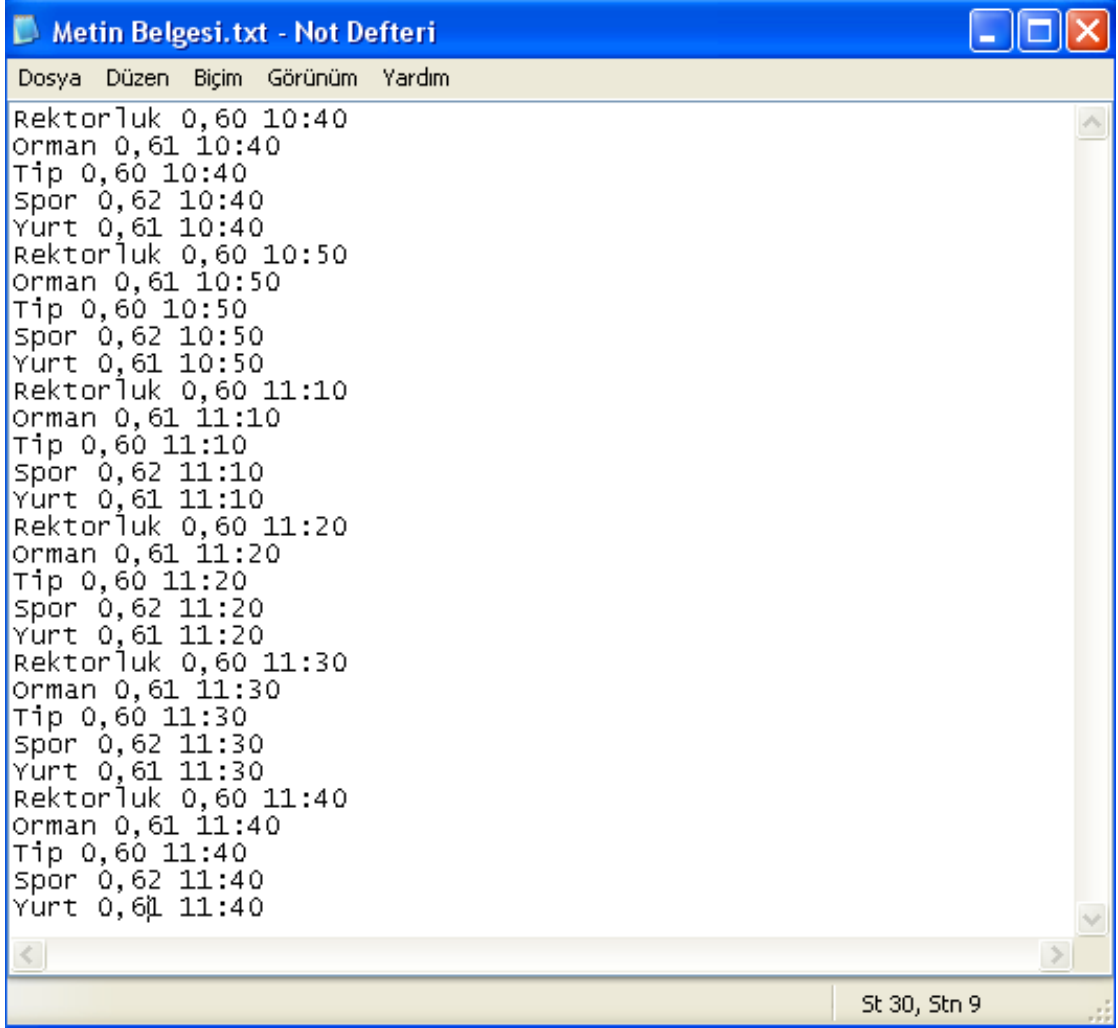 Metin Belgesi.txt - Not Defteri
Dosya Düzen Biçim Görünüm Yardım
Rektorluk 0,60 10:40
Orman 0,61 10:40
Tip 0,60 10:40
Spor 0,62 10:40
Yurt 0,61 10:40
Rektorluk 0,60 10:50
Orman 0,61 10:50
Tip 0,60 10:50
Spor 0,62 10:50
Yurt 0,61 10:50
Rektorluk 0,60 11:10
Orman 0,61 11:10
Tip 0,60 11:10
Spor 0,62 11:10
Yurt 0,61 11:10
Rektorluk 0,60 11:20
Orman 0,61 11:20
Tip 0,60 11:20
Spor 0,62 11:20
Yurt 0,61 11:20
Rektorluk 0,60 11:30
Orman 0,61 11:30
Tip 0,60 11:30
Spor 0,62 11:30
Yurt 0,61 11:30
Rektorluk 0,60 11:40
Orman 0,61 11:40
Tip 0,60 11:40
Spor 0,62 11:40
Yurt 0,61 11:40
St 30, Stn 9